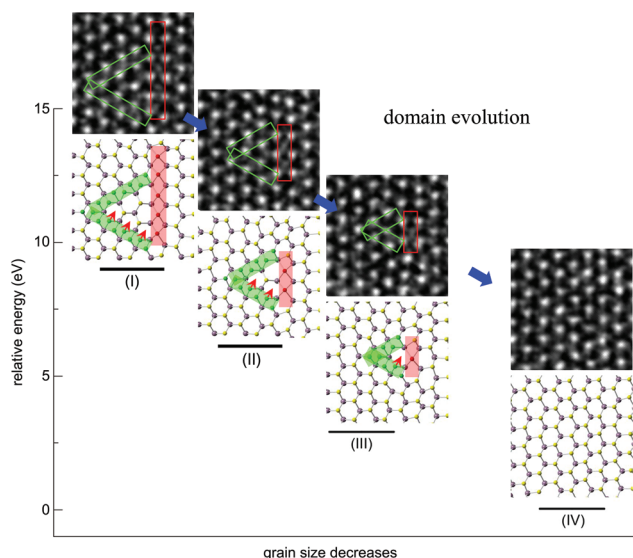 domain evolution
15
10
5
0
relative energy (eV)
(I)
(II)
(III)
(IV)
grain size decreases